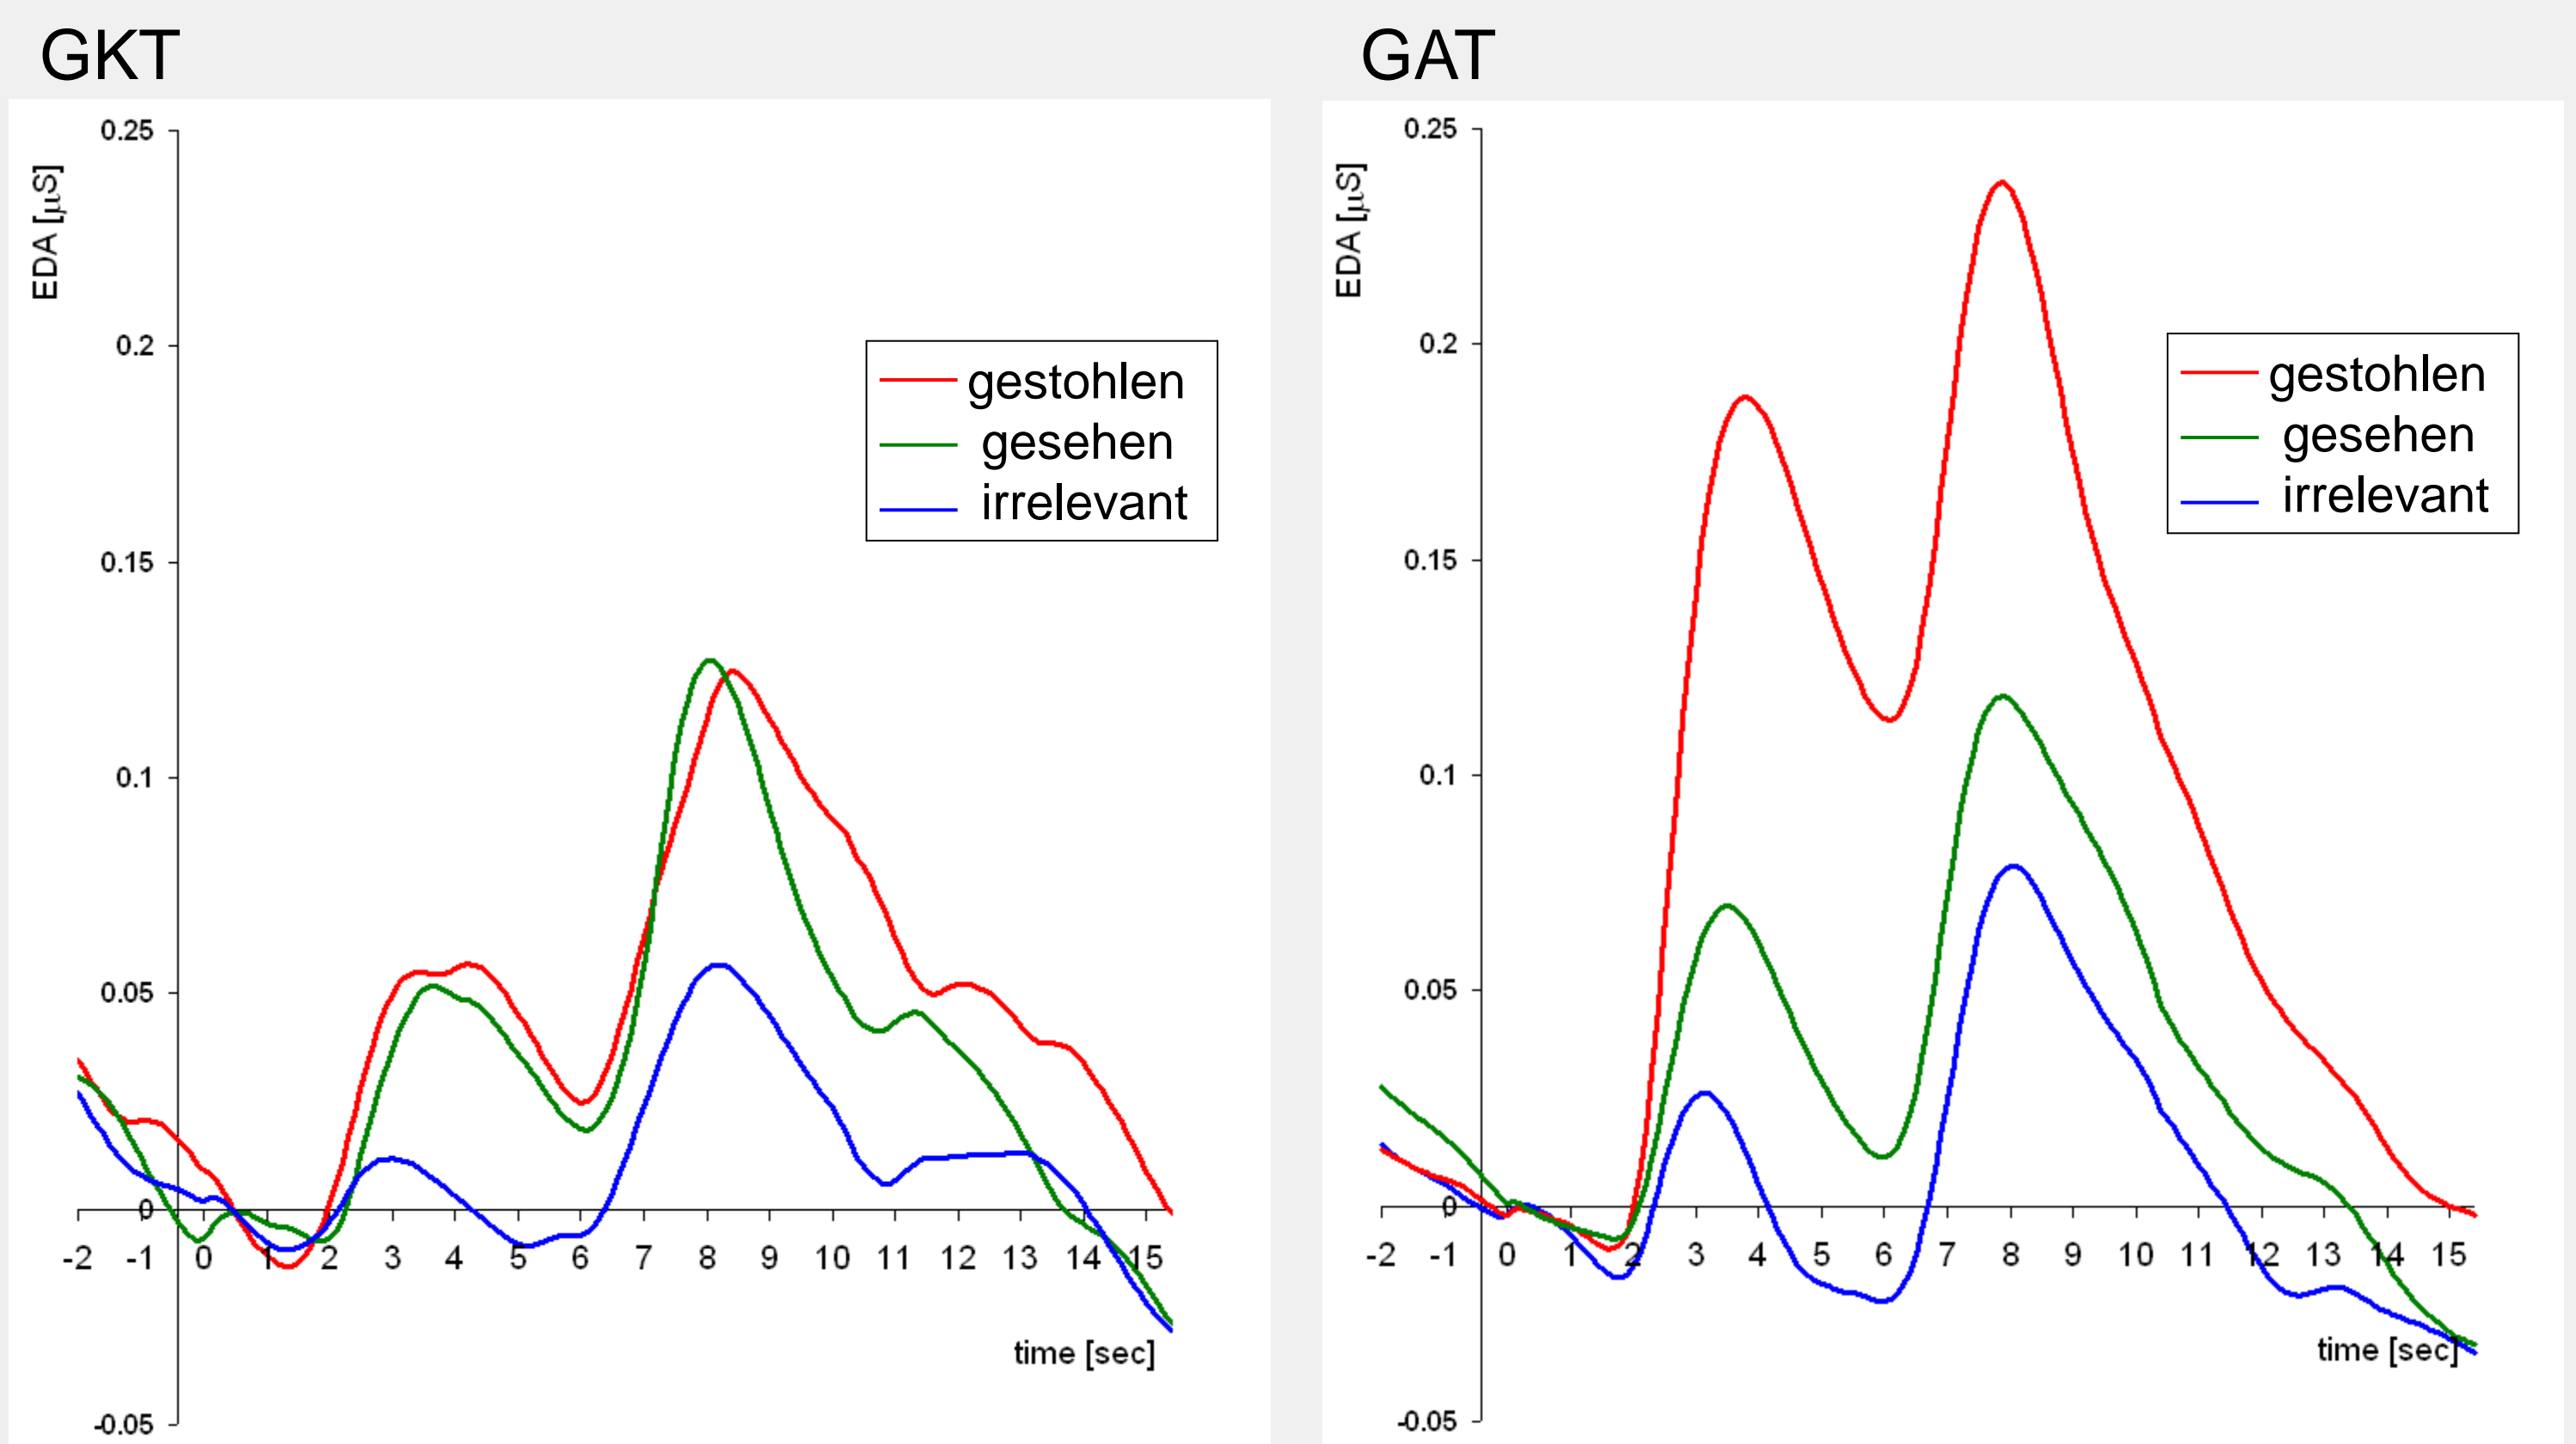 GKT
0.25
EDA [μS]
0.2
gestohlen
gesehen
irrelevant
0.15
0.1
0.05
0
-2 -1 0 1 2 3 4 5 6 7 8 9 10 11 12 13 14 15
time [sec]
-0.05
GAT
0.25
EDA [μS]
0.2
gestohlen
gesehen
irrelevant
0.15
0.1
0.05
0
-2 -1 0 1 2 3 4 5 6 7 8 9 10 11 12 13 14 15
time [sec]
-0.05